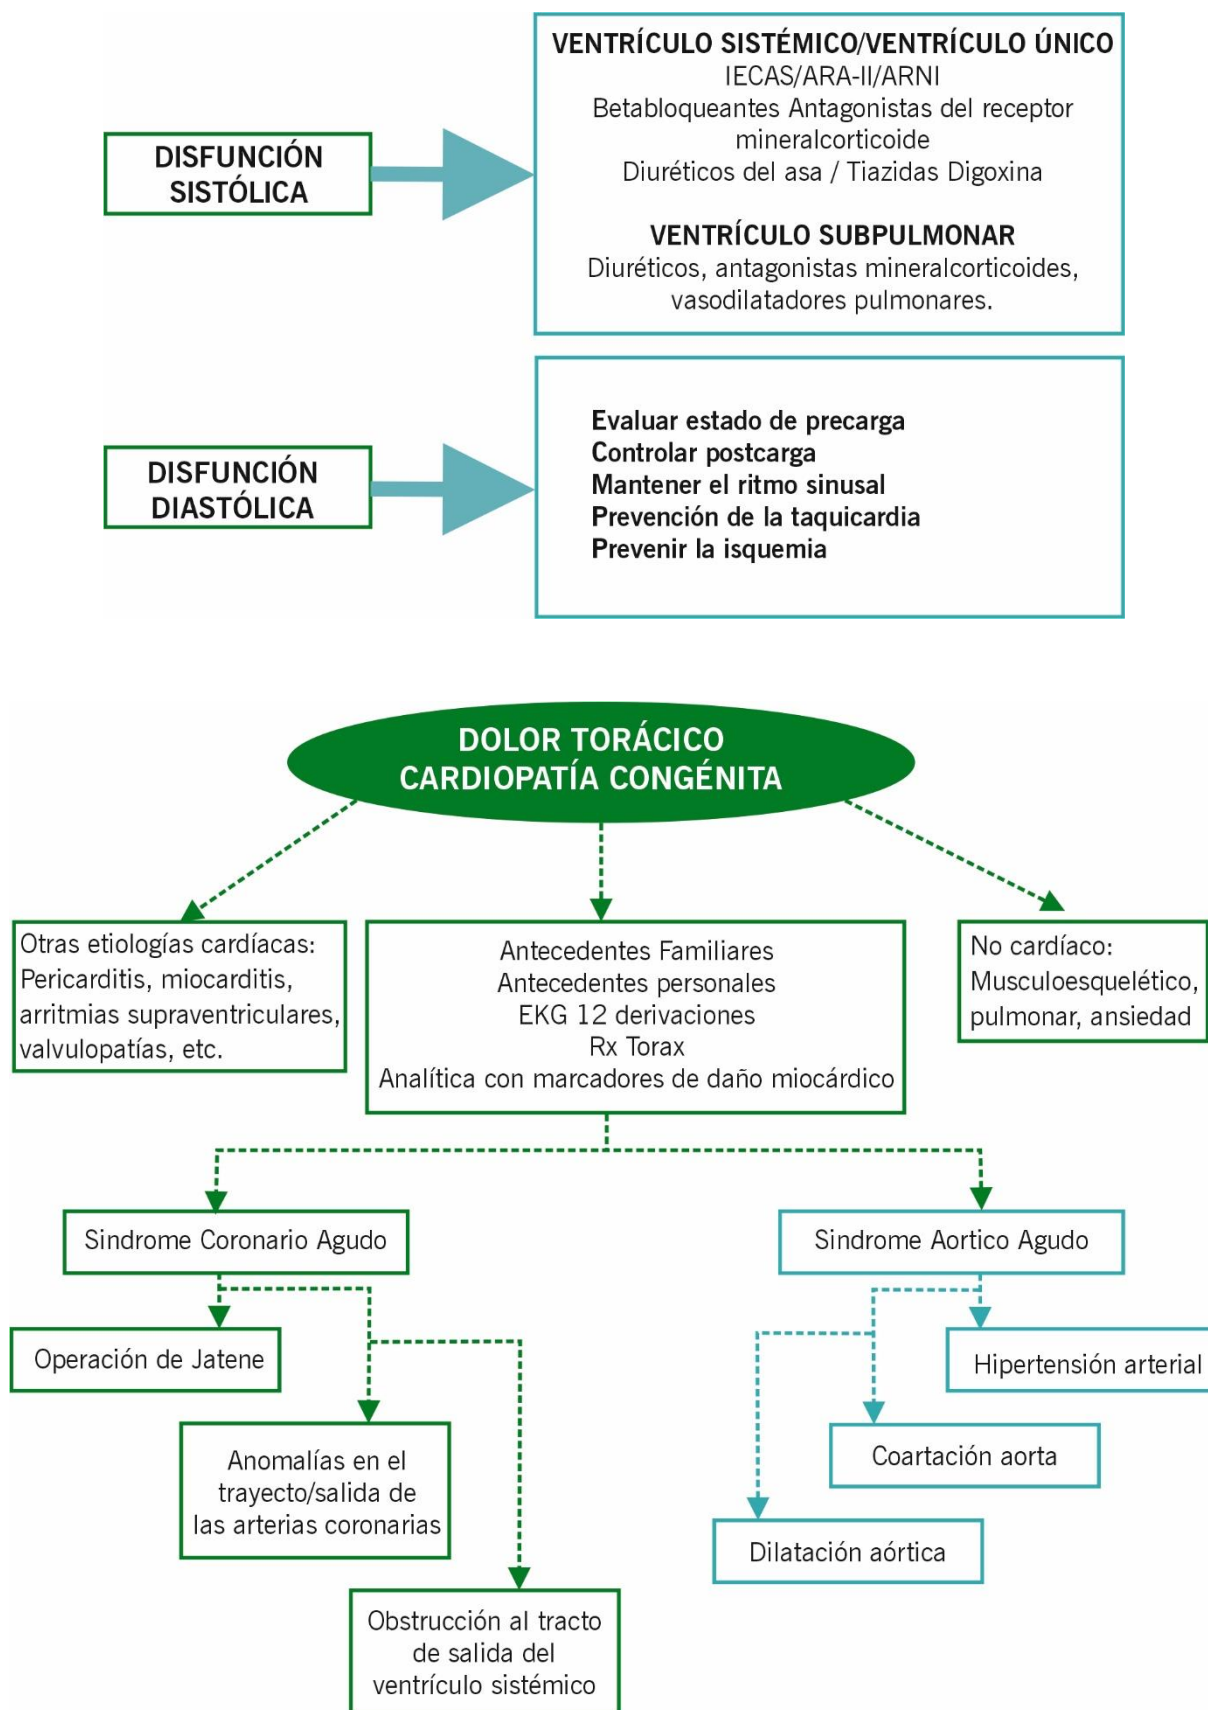 DISFUNCIÓN
SISTÓLICA
VENTRÍCULO SISTÉMICO/VENTRÍCULO ÚNICO
IECAS/ARA-II/ARNI
Betabloqueantes Antagonistas del receptor
mineralcorticoide
Diuréticos del asa / Tiazidas Digoxina
VENTRÍCULO SUBPULMONAR
Diuréticos, antagonistas mineralcorticoides,
vasodilatadores pulmonares.
DISFUNCIÓN
DIASTÓLICA
Evaluar estado de precarga
Controlar postcarga
Mantener el ritmo sinusal
Prevención de la taquicardia
Prevenir la isquemia
DOLOR TORÁCICO
CARDIOPATÍA CONGÉNITA
Otras etiologías cardíacas:
Pericarditis, miocarditis,
arritmias supraventriculares,
valvulopatías, etc.
Antecedentes Familiares
Antecedentes personales
EKG 12 derivaciones
Rx Torax
Analítica con marcadores de daño miocárdico
No cardíaco:
Musculoesquelético,
pulmonar, ansiedad
Sindrome Coronario Agudo
Sindrome Aortico Agudo
Operación de Jatene
Hipertensión arterial
Anomalías en el
trayecto/salida de
las arterias coronarias
Coartación aorta
Dilatación aórtica
Obstrucción al tracto
de salida del
ventrículo sistémico